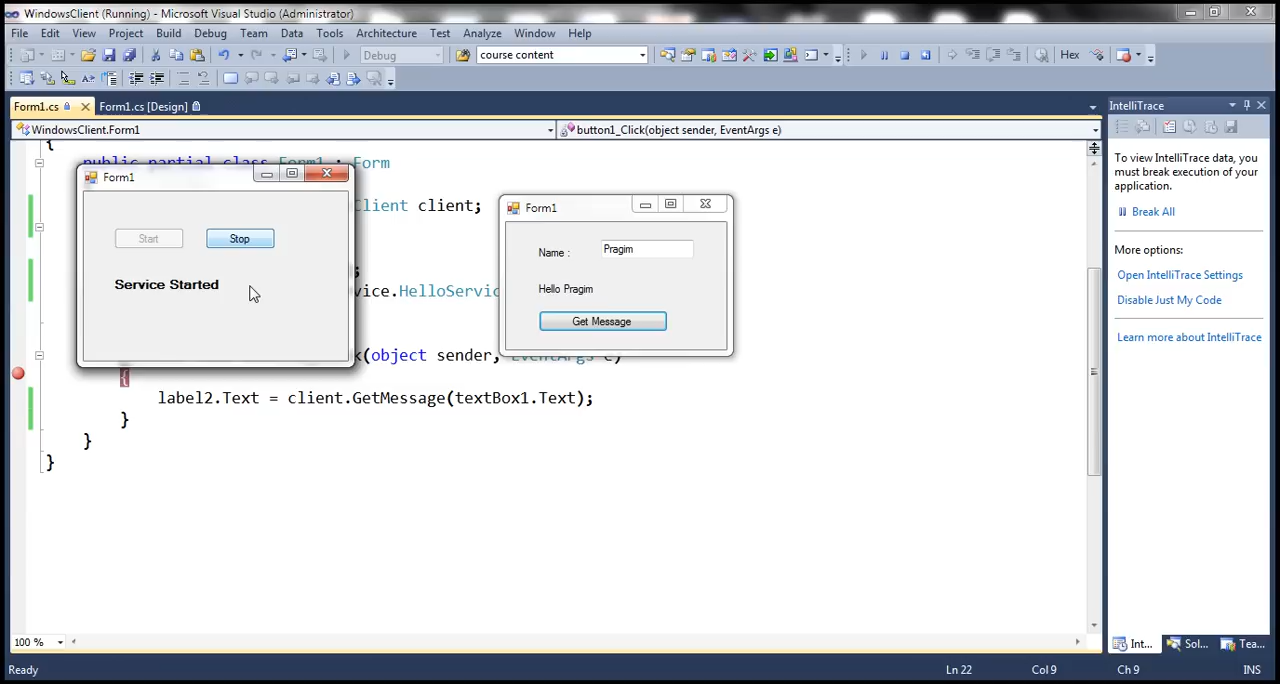 WindowsClient (Running) - Microsoft Visual Studio (Administrator)
File Edit View Project Build Debug Team Data Tools Architecture Test Analyze Window Help
Debug course content Hex
Form1.cs Form1.cs [Design] IntelliTrace
WindowsClient.Form1 button1_Click(object sender, EventArgs e)
{
public partial class Form1 : Form
Form1
Start Stop
Service Started
Client client;
;
vice.HelloServic
k(object sender, EventArgs e)
{
label2.Text = client.GetMessage(textBox1.Text);
}
}
}
Form1
Name : Pragim
Hello Pragim
Get Message
To view IntelliTrace data, you
must break execution of your
application.
Break All
More options:
Open IntelliTrace Settings
Disable Just My Code
Learn more about IntelliTrace
100 %
Int... Sol... Tea...
Ready Ln 22 Col 9 Ch 9 INS